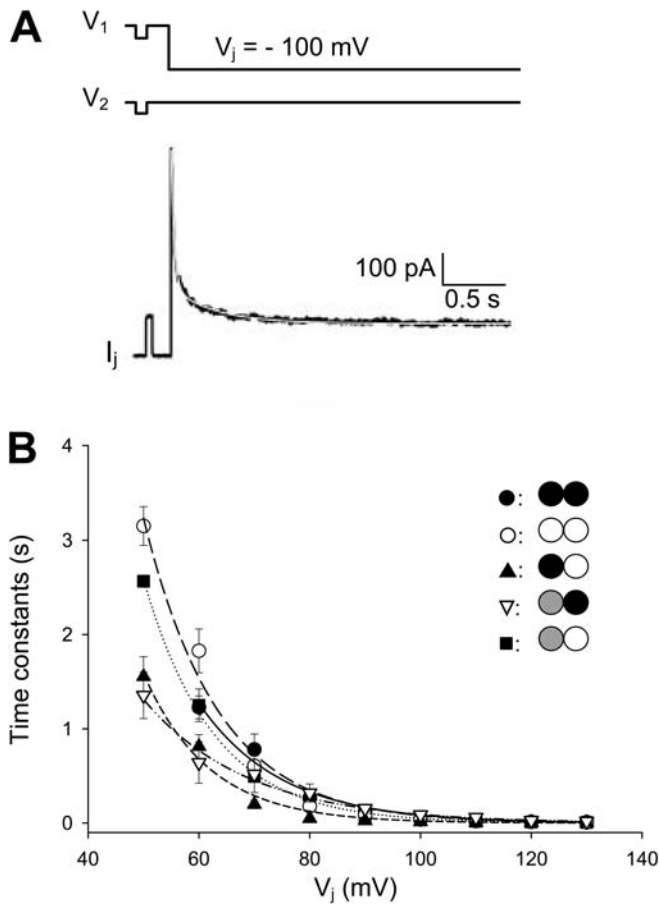 A
V1
Vj = - 100 mV
V2
100 pA
0.5 s
Ij
B
4
3
2
1
0
Time constants (s)
:
:
:
:
:
40 60 80 100 120 140
Vj (mV)